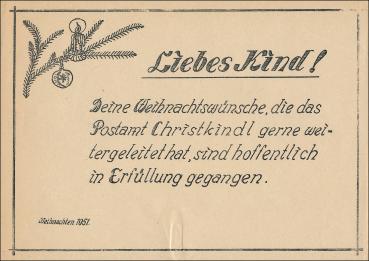 Liebes Kind!
Deine Weihnachtswünsche, die das
Postamt Christkindl gerne wei-
tergeleitet hat, sind hoffentlich
in Erfüllung gegangen.
Weihnachten 1951.